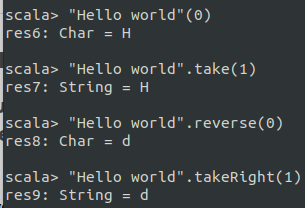 scala> "Hello world"(0)
res6: Char = H
scala> "Hello world".take(1)
res7: String = H
scala> "Hello world".reverse(0)
res8: Char = d
scala> "Hello world".takeRight(1)
res9: String = d